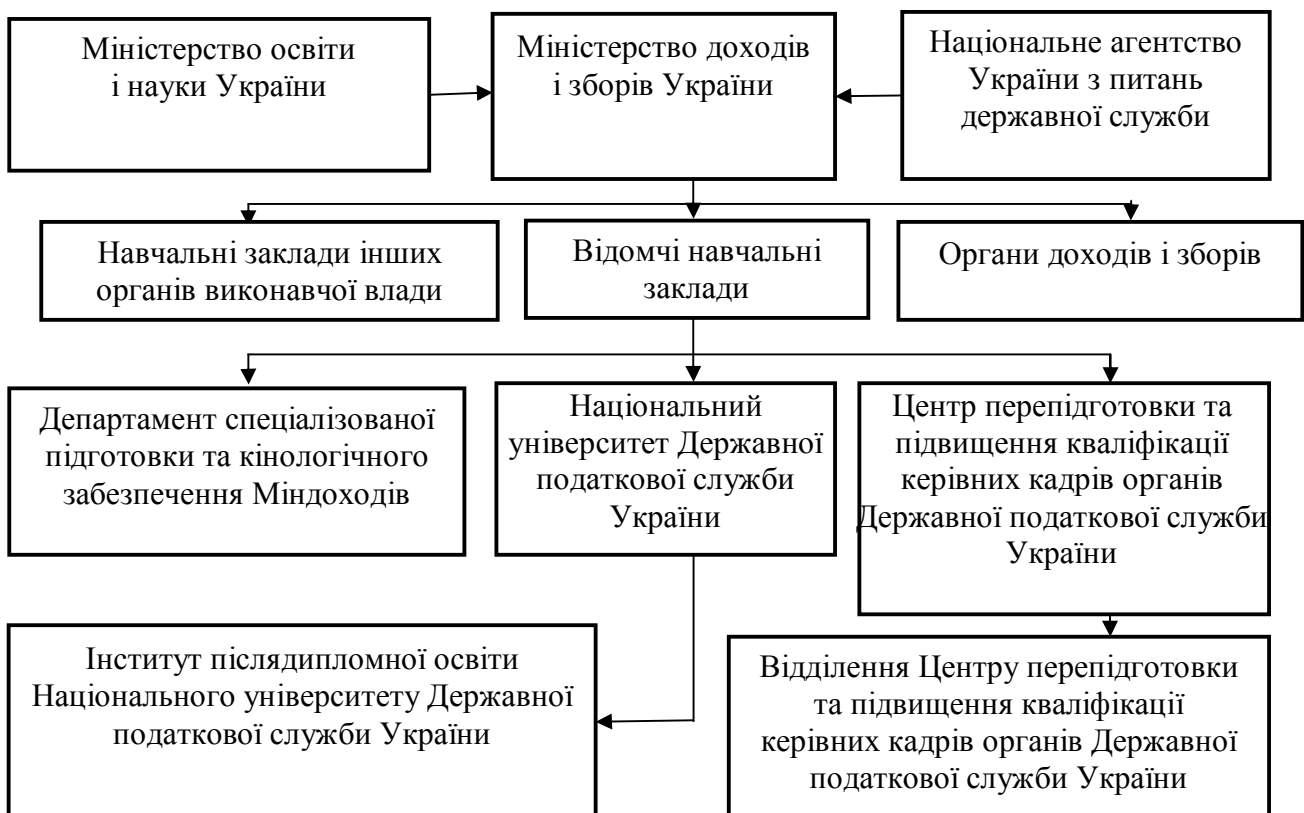 Міністерство освіти
і науки України
Міністерство доходів
і зборів України
Національне агентство
України з питань
державної служби
Навчальні заклади інших
органів виконавчої влади
Відомчі навчальні
заклади
Органи доходів і зборів
Департамент спеціалізованої
підготовки та кінологічного
забезпечення Міндоходів
Національний
університет Державної
податкової служби
України
Центр перепідготовки та
підвищення кваліфікації
керівних кадрів органів
Державної податкової служби
України
Інститут післядипломної освіти
Національного університету Державної
податкової служби України
Відділення Центру перепідготовки
та підвищення кваліфікації
керівних кадрів органів Державної
податкової служби України